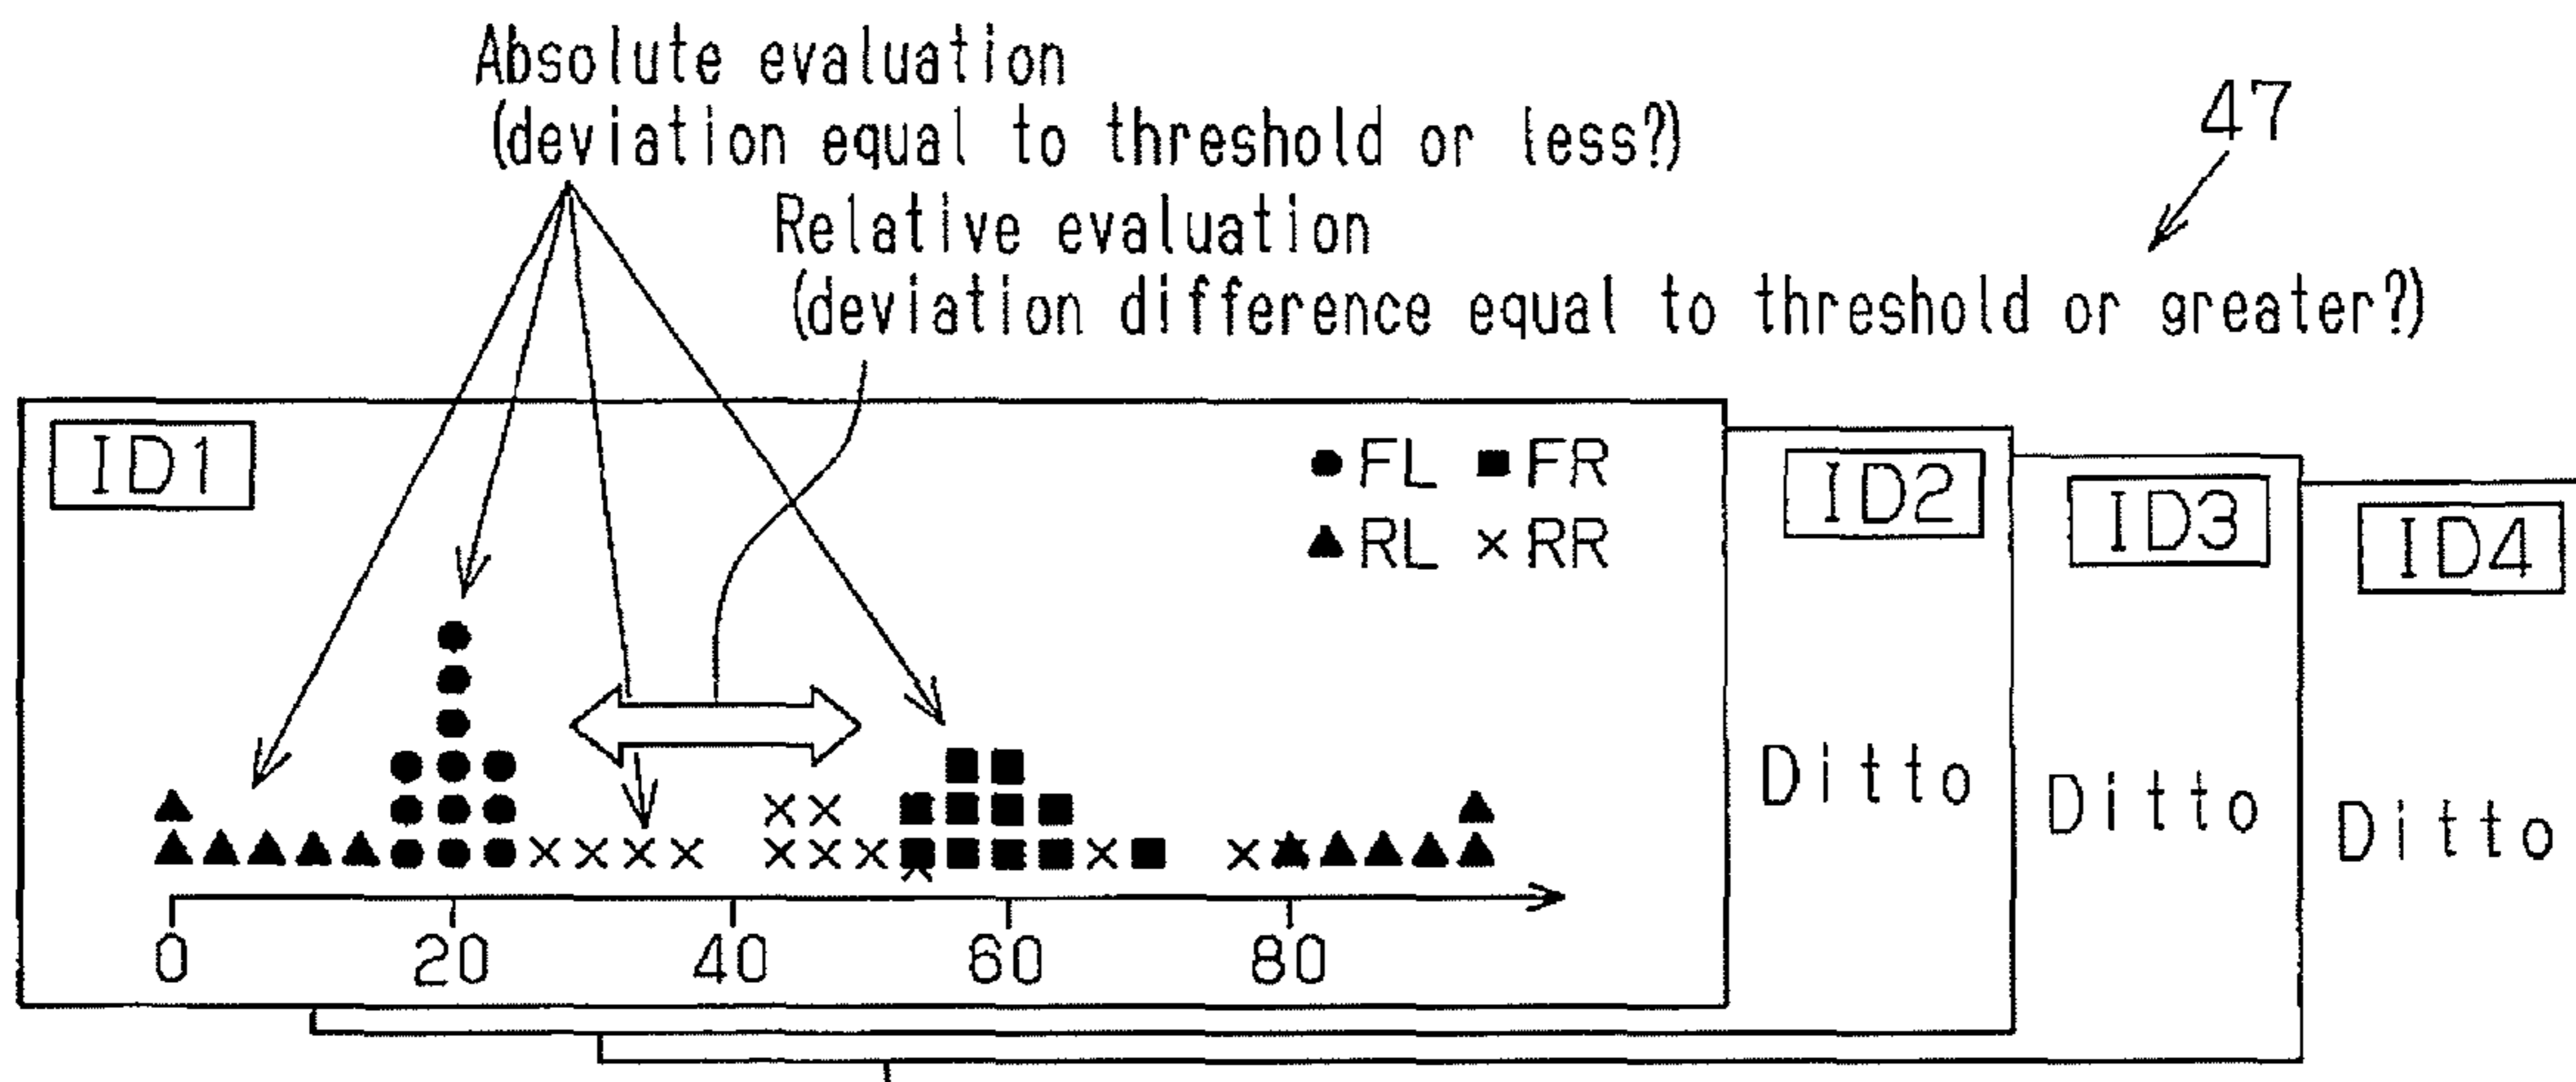 Absolute evaluation
(deviation equal to threshold or less?)
47
Relative evaluation
(deviation difference equal to threshold or greater?)
ID1
● FL ■ FR
▲ RL × RR
ID2
ID3
ID4
Ditto
Ditto
Ditto
0 20 40 60 80